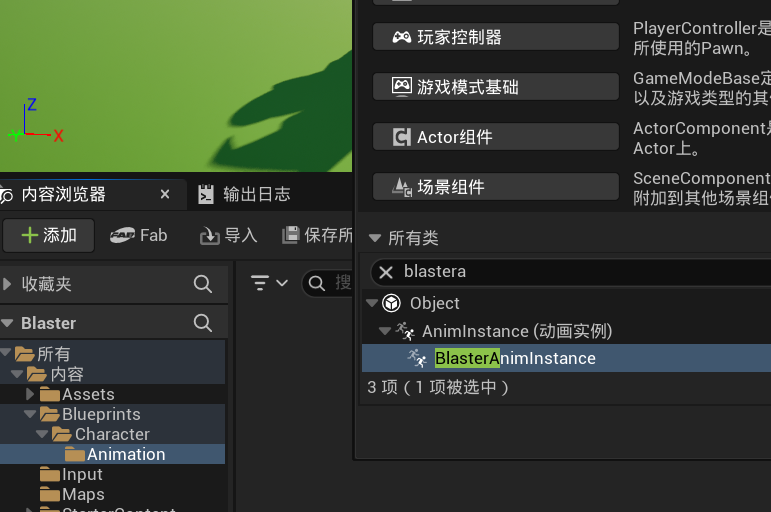 玩家控制器
PlayerController是
所使用的Pawn。
游戏模式基础
GameModeBase定
以及游戏类型的其
Actor组件
ActorComponent是
Actor上。
场景组件
SceneComponent
附加到其他场景组
Z
Y
X
内容浏览器
输出日志
添加
Fab
导入
保存所
所有类
收藏夹
搜
blastera
Blaster
Object
AnimInstance (动画实例)
BlasterAnimInstance
3 项（1 项被选中）
所有
内容
Assets
Blueprints
Character
Animation
Input
Maps
StarterContent